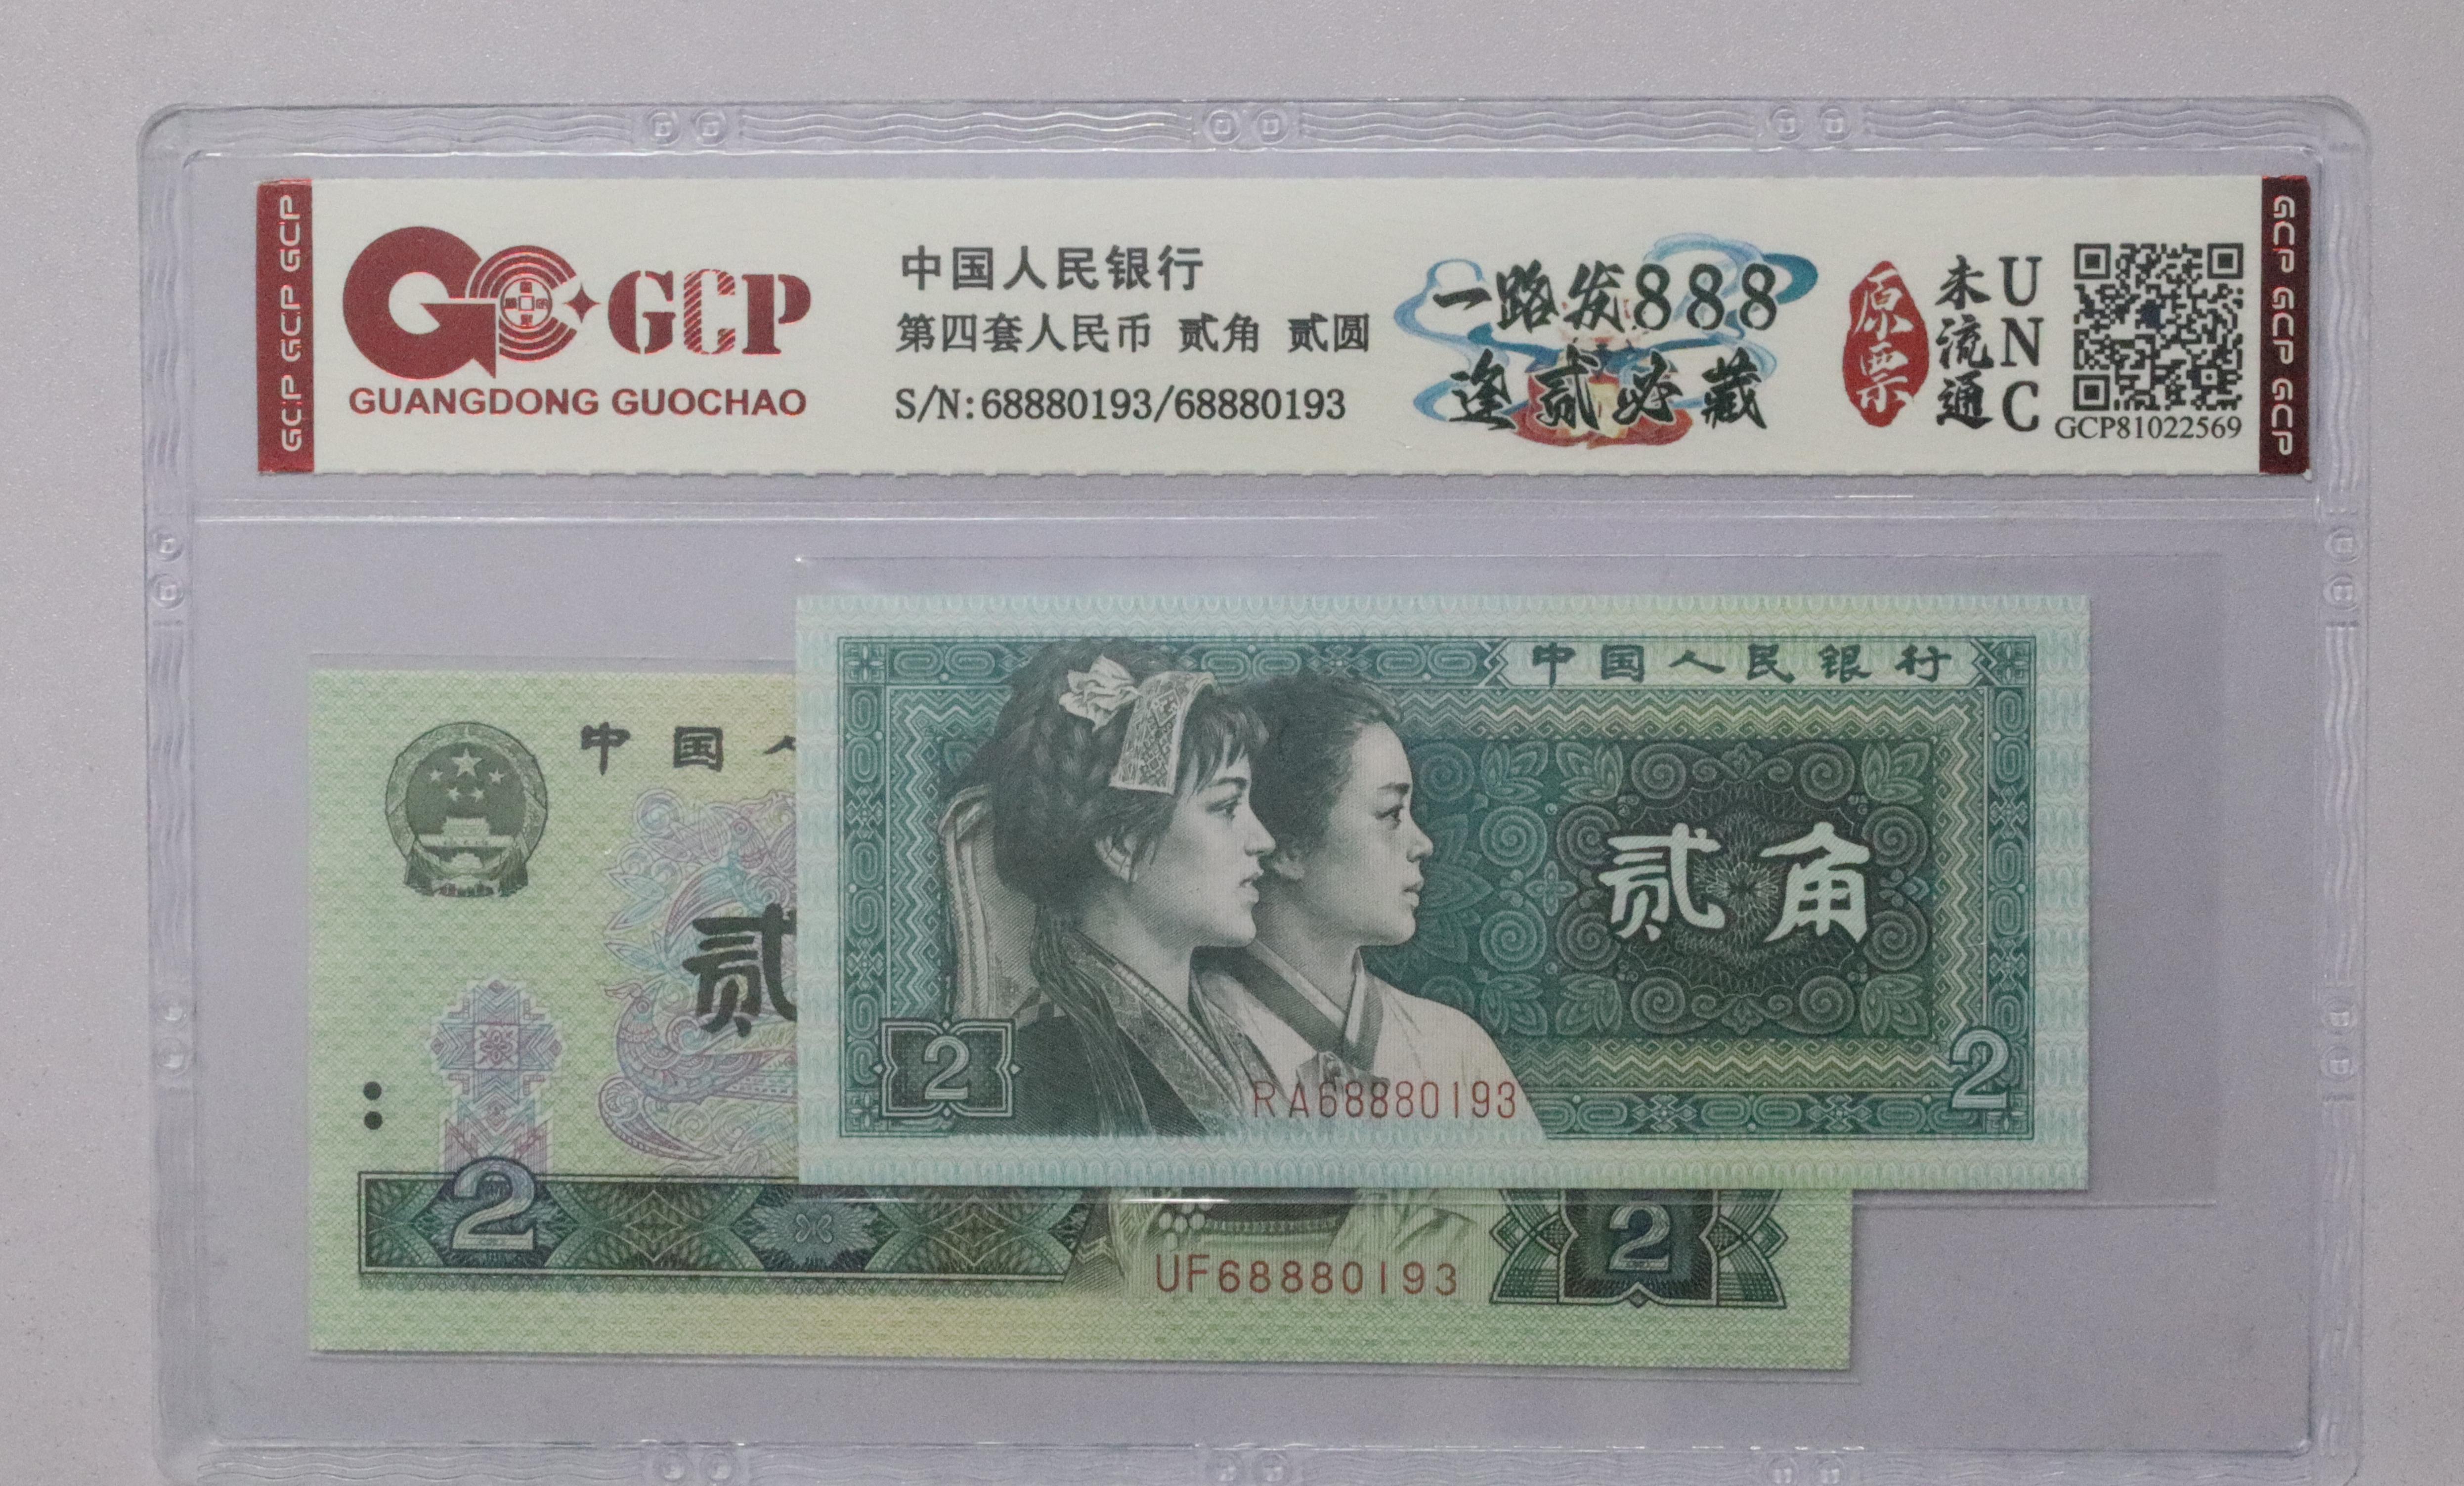 GCP GCP GCP
GCP
GUANGDONG GUOCHAO
中国人民银行
第四套人民币 贰角 贰圆
S/N:68880193/68880193
一路发888
逢贰必藏
原票
未流通
UNC
GCP81022569
GCP GCP GCP
中国人民银行
贰角
2
2
RA68880193
中国人
贰
2
2
UF68880193